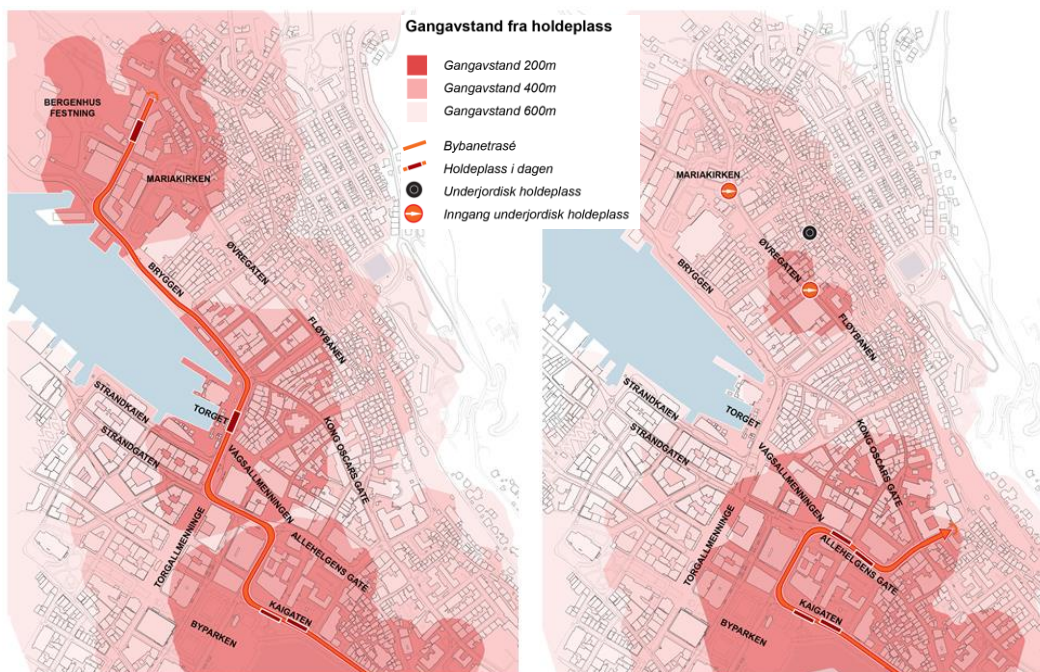 Gangavstand fra holdeplass
Gangavstand 200m
Gangavstand 400m
Gangavstand 600m
Bybanetrasé
Holdeplass i dagen
Underjordisk holdeplass
Inngang underjordisk holdeplass
BERGENHUS
FESTNING
MARIAKIRKEN
ØVREGATEN
BRYGGEN
FLØYBANEN
STRANDKAIEN
TORGET
STRANDGATEN
KONG OSCARS GATE
VÅGSALLMENNINGEN
TORGALLMENNINGE
ALLEHELGENS GATE
KAIGATEN
BYPARKEN
MARIAKIRKEN
ØVREGATEN
BRYGGEN
FLØYBANEN
STRANDKAIEN
TORGET
STRANDGATEN
KONG OSCARS GATE
VÅGSALLMENNINGEN
TORGALLMENNINGE
ALLEHELGENS GATE
KAIGATEN
BYPARKEN